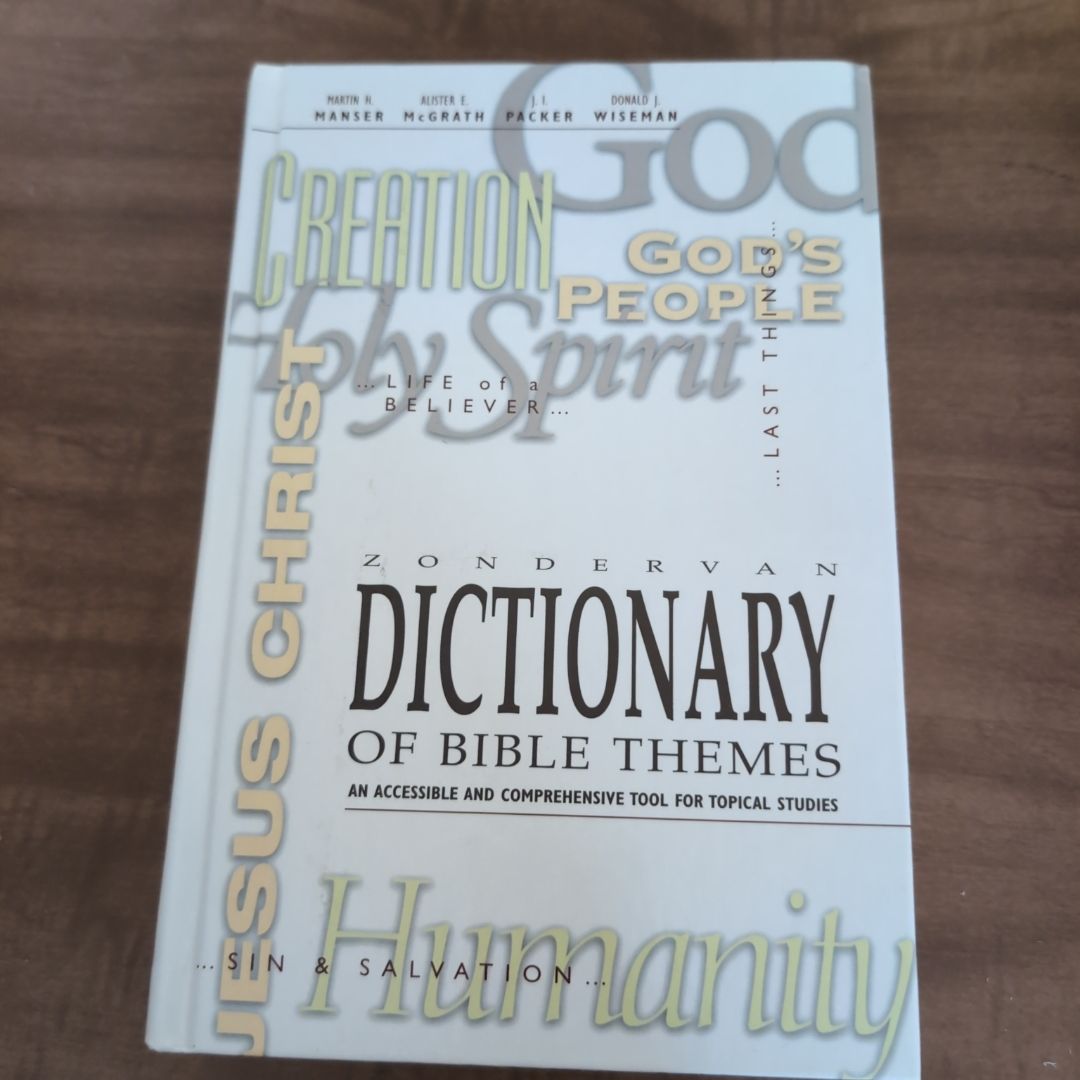 MARTIN H. ALISTER E. J. I. DONALD J.
MANSER McGRATH PACKER WISEMAN
God
CREATION
GOD'S
PEOPLE
Holy Spirit
...LIFE of a
BELIEVER...
...LAST THINGS...
JESUS CHRIST
ZONDERVAN
DICTIONARY
OF BIBLE THEMES
AN ACCESSIBLE AND COMPREHENSIVE TOOL FOR TOPICAL STUDIES
Humanity
...SIN & SALVATION...